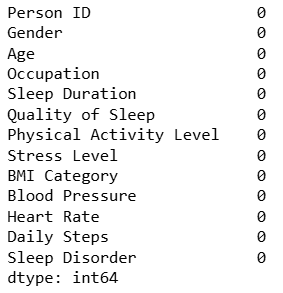 Person ID                  0
Gender                     0
Age                        0
Occupation                 0
Sleep Duration             0
Quality of Sleep           0
Physical Activity Level    0
Stress Level               0
BMI Category               0
Blood Pressure             0
Heart Rate                 0
Daily Steps                0
Sleep Disorder             0
dtype: int64